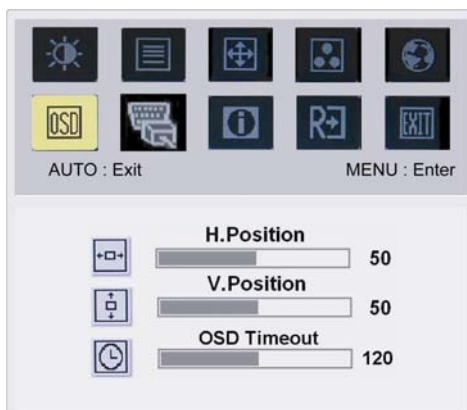 OSD
i
R
EXIT
AUTO : Exit
MENU : Enter
H.Position
50
V.Position
50
OSD Timeout
120